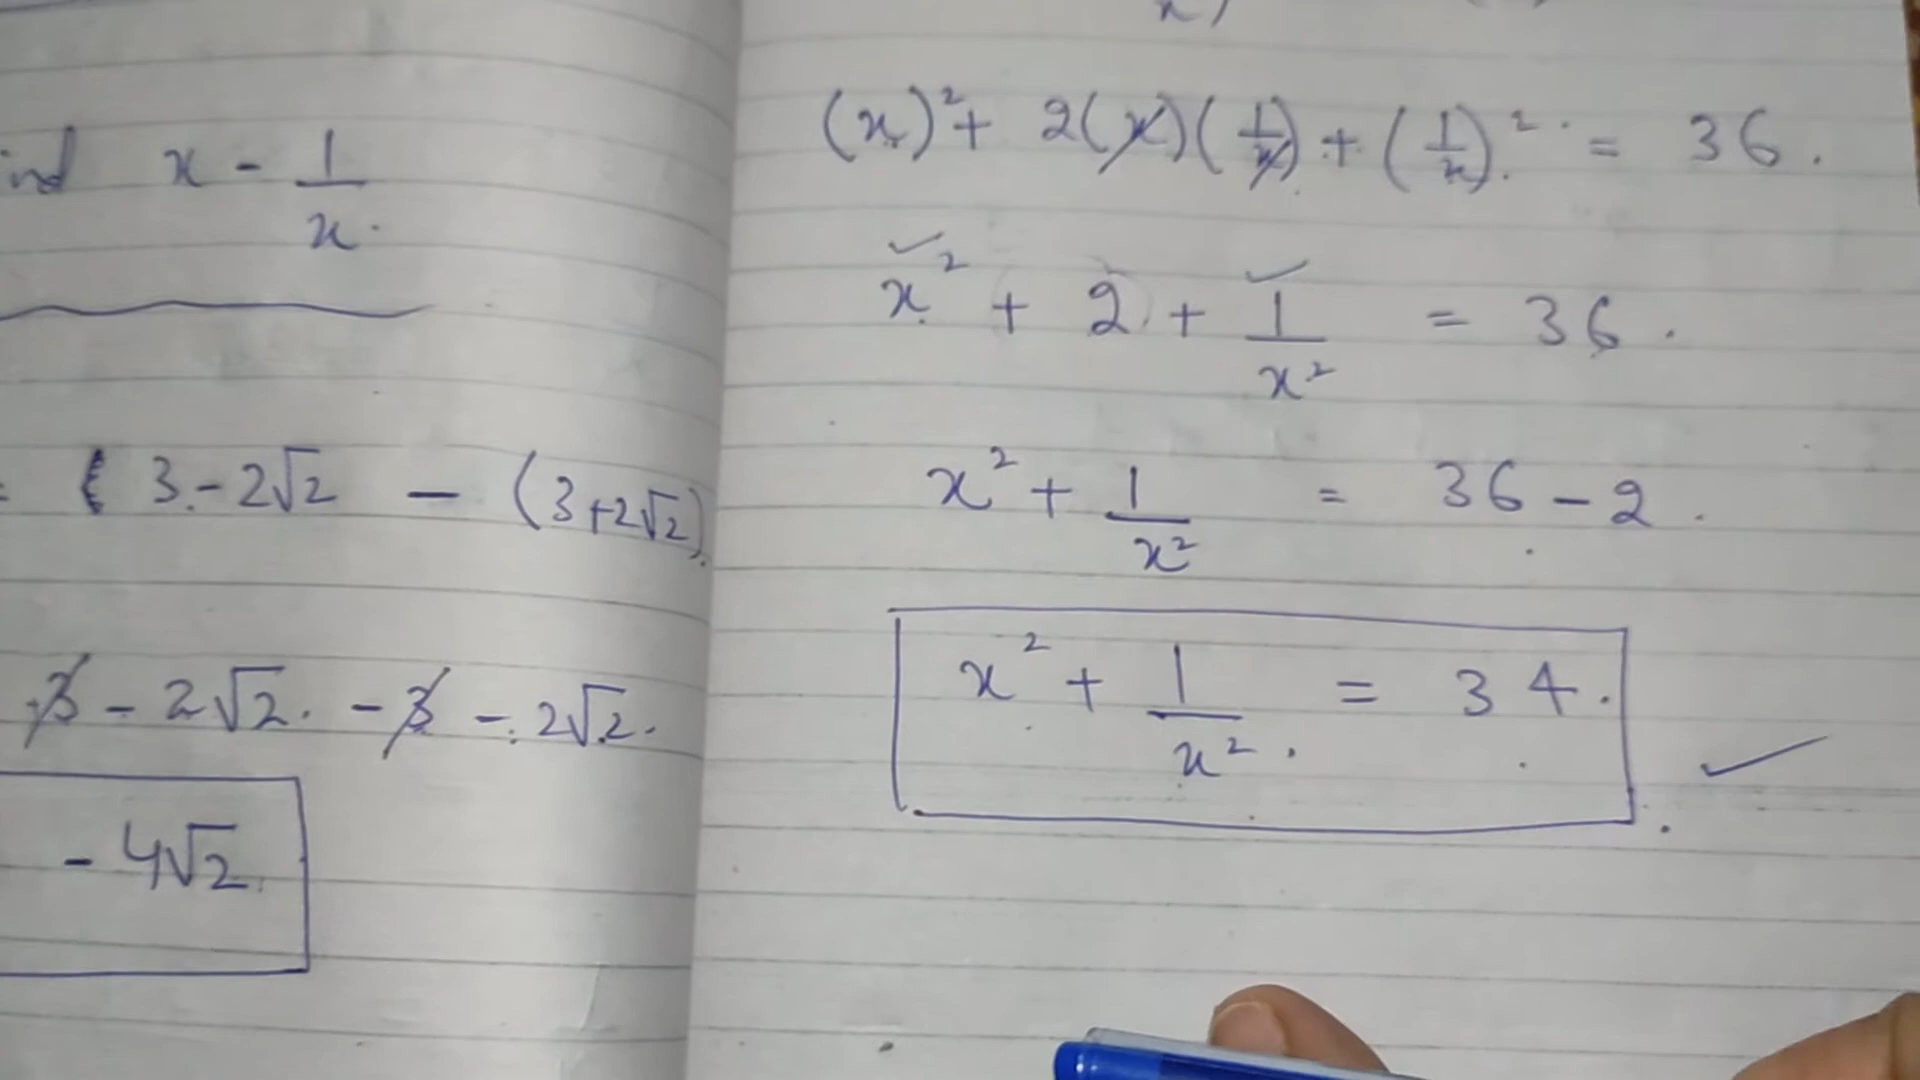 ind x - 1/x.
= ( 3 - 2√2 - (3+2√2).
3 - 2√2. - 3 - 2√2.
- 4√2.
(x)² + 2(x)(1/x) + (1/x)² = 36.
x² + 2 + 1/x² = 36.
x² + 1/x² = 36 - 2.
x² + 1/x². = 34.